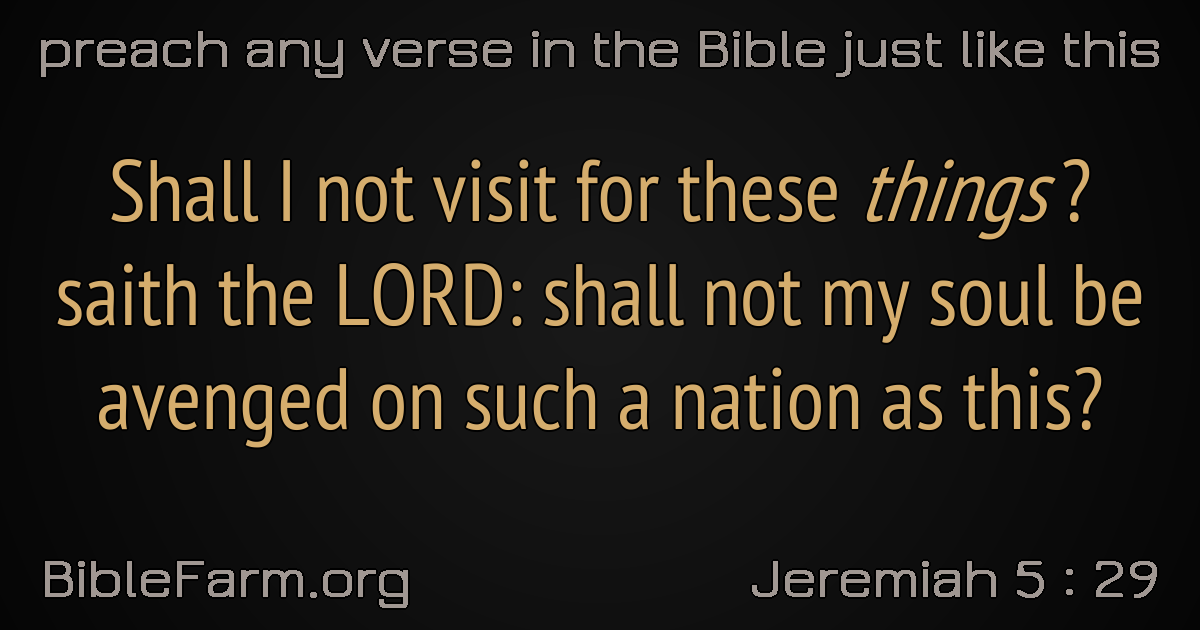 preach any verse in the Bible just like this
Shall I not visit for these things?
saith the LORD: shall not my soul be
avenged on such a nation as this?
BibleFarm.org
Jeremiah 5 : 29